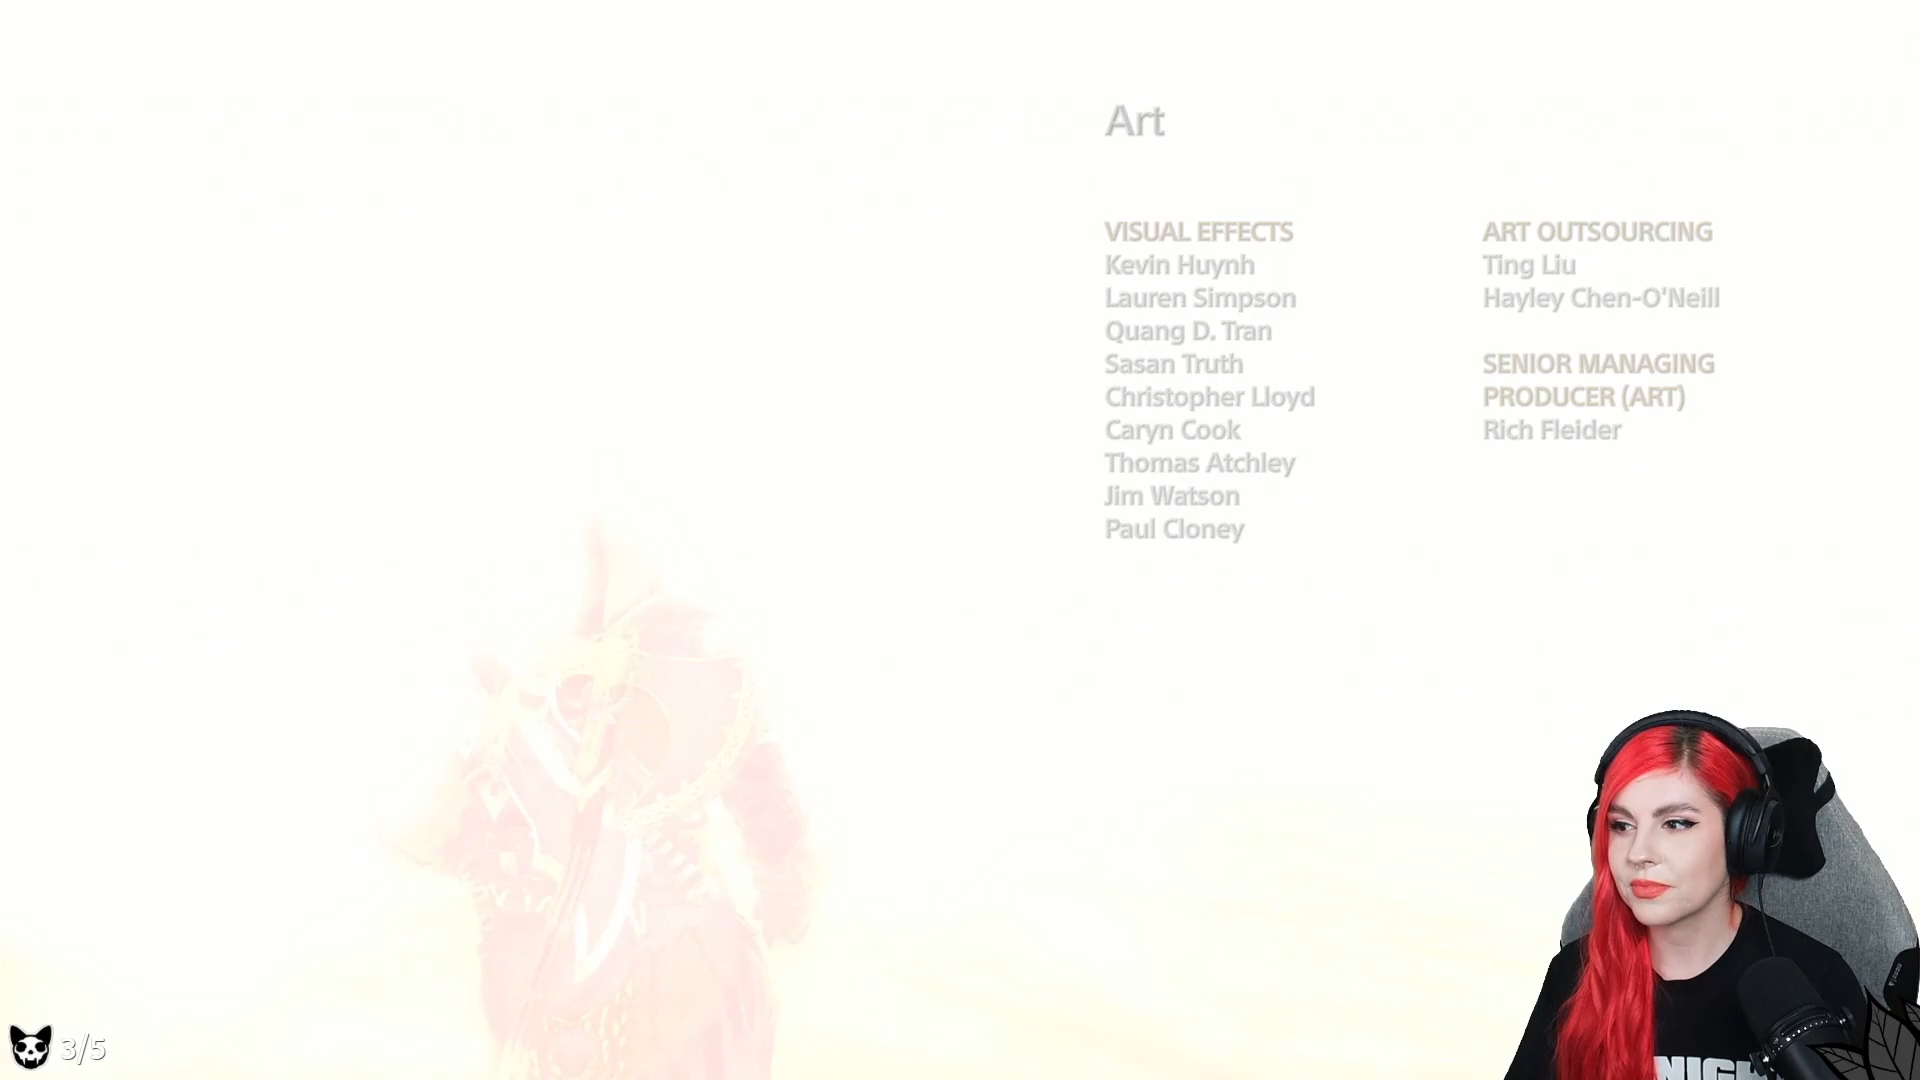 Art
VISUAL EFFECTS
Kevin Huynh
Lauren Simpson
Quang D. Tran
Sasan Truth
Christopher Lloyd
Caryn Cook
Thomas Atchley
Jim Watson
Paul Cloney
ART OUTSOURCING
Ting Liu
Hayley Chen-O'Neill
SENIOR MANAGING
PRODUCER (ART)
Rich Fleider
3/5